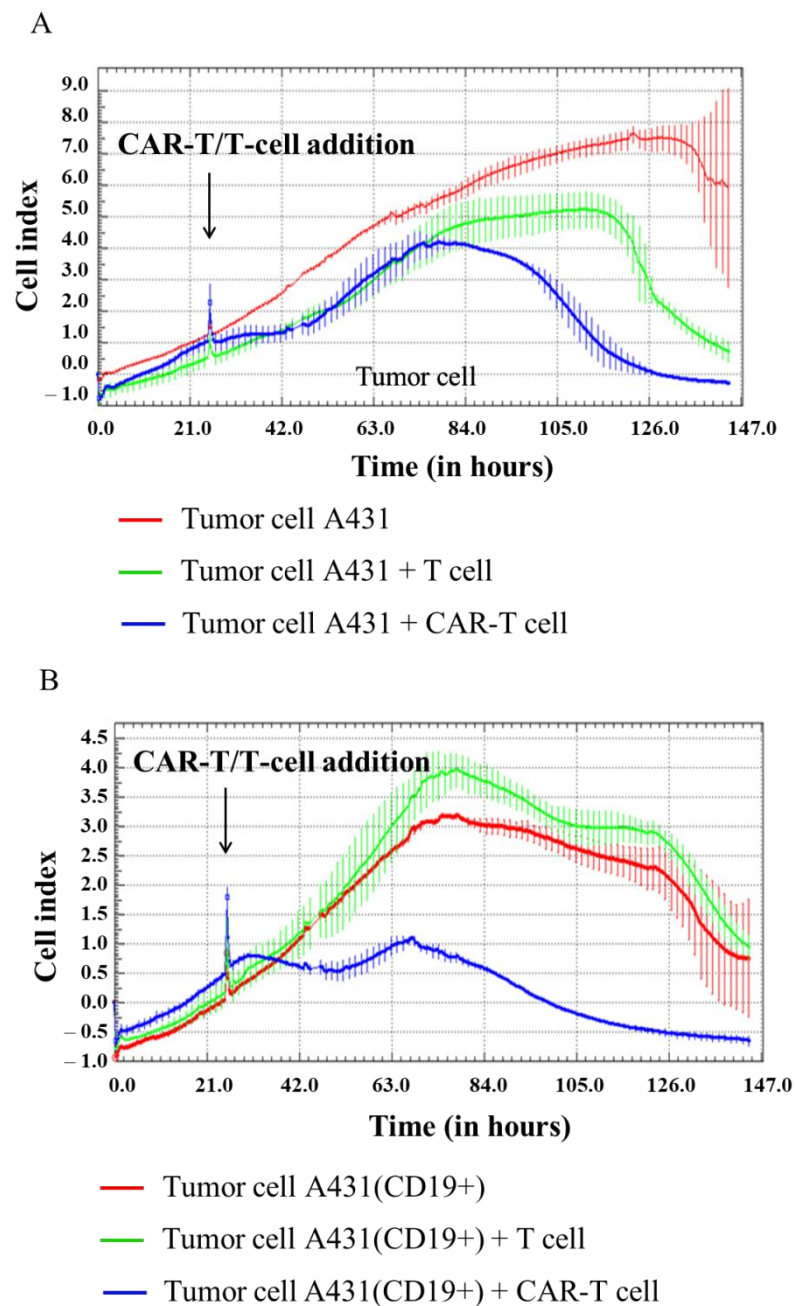 A
9.0
8.0
CAR-T/T-cell addition
7.0
6.0
5.0
4.0
3.0
2.0
1.0
0.0
– 1.0
Cell index
Tumor cell
0.0 21.0 42.0 63.0 84.0 105.0 126.0 147.0
Time (in hours)
Tumor cell A431
Tumor cell A431 + T cell
Tumor cell A431 + CAR-T cell
B
4.5
CAR-T/T-cell addition
4.0
3.5
3.0
2.5
2.0
1.5
1.0
0.5
0.0
– 0.5
– 1.0
Cell index
0.0 21.0 42.0 63.0 84.0 105.0 126.0 147.0
Time (in hours)
Tumor cell A431(CD19+)
Tumor cell A431(CD19+) + T cell
Tumor cell A431(CD19+) + CAR-T cell